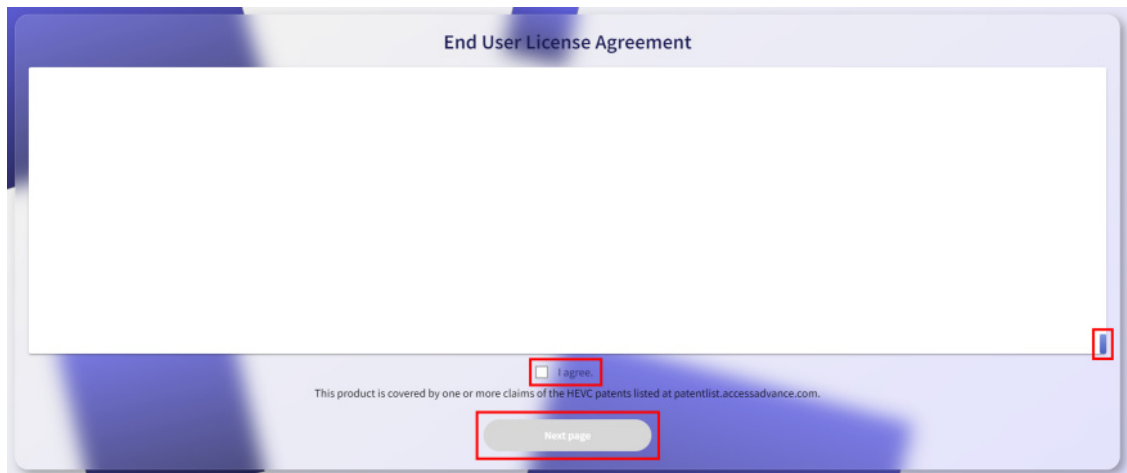 End User License Agreement
I agree.
This product is covered by one or more claims of the HEVC patents listed at patentlist.accessadvance.com.
Next page